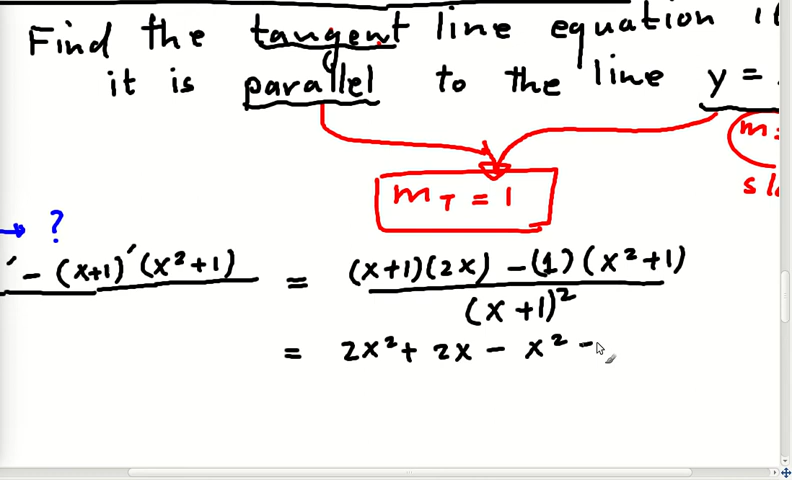 Find the tangent line equation i
it is parallel to the line y =
m
m_T = 1
sl
?
′ - (x+1)′(x²+1) = (x+1)(2x) - (1)(x²+1)
(x+1)²
= 2x² + 2x - x² -